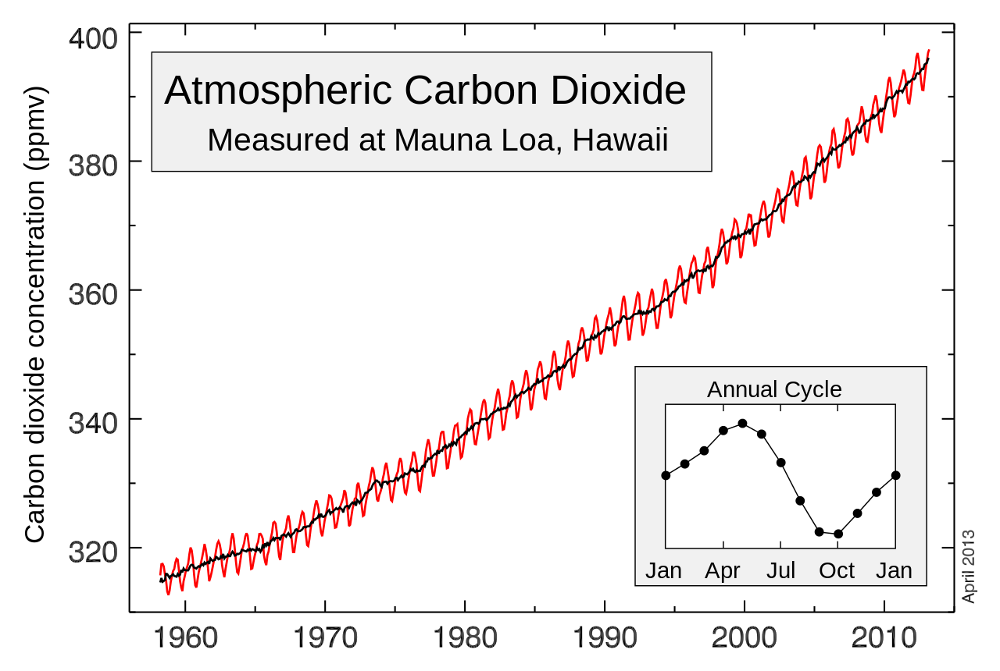 Atmospheric Carbon Dioxide
Measured at Mauna Loa, Hawaii
Carbon dioxide concentration (ppmv)
400
380
360
340
320
1960 1970 1980 1990 2000 2010
Annual Cycle
Jan Apr Jul Oct Jan
April 2013